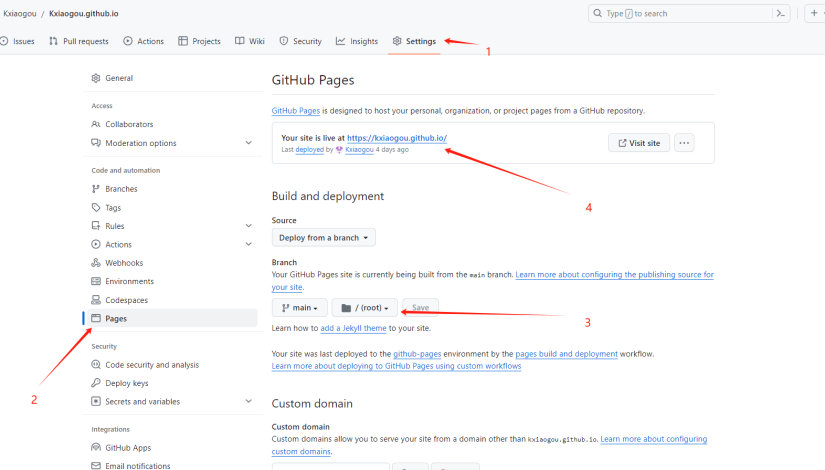 Kxiaogou / Kxiaogou.github.io
Type / to search
Issues Pull requests Actions Projects Wiki Security Insights Settings
1
General
Access
Collaborators
Moderation options
Code and automation
Branches
Tags
Rules
Actions
Webhooks
Environments
Codespaces
Pages
2
Security
Code security and analysis
Deploy keys
Secrets and variables
Integrations
GitHub Apps
Email notifications
GitHub Pages
GitHub Pages is designed to host your personal, organization, or project pages from a GitHub repository.
Your site is live at https://kxiaogou.github.io/
Last deployed by Kxiaogou 4 days ago
Visit site
4
Build and deployment
Source
Deploy from a branch
Branch
Your GitHub Pages site is currently being built from the main branch. Learn more about configuring the publishing source for
your site.
main / (root) Save
3
Learn how to add a Jekyll theme to your site.
Your site was last deployed to the github-pages environment by the pages build and deployment workflow.
Learn more about deploying to GitHub Pages using custom workflows
Custom domain
Custom domain
Custom domains allow you to serve your site from a domain other than kxiaogou.github.io. Learn more about configuring
custom domains.